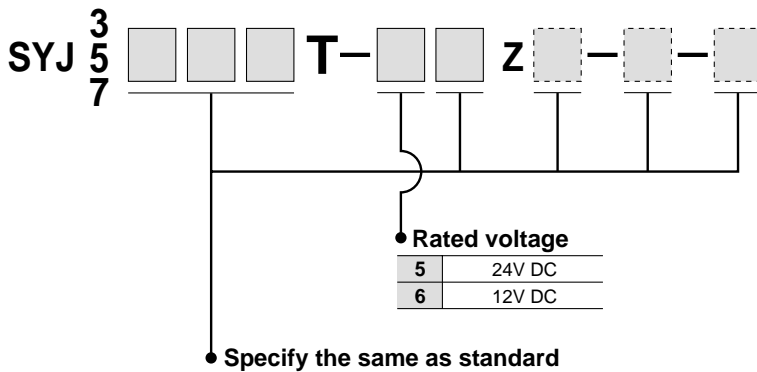 3
SYJ 5 T– Z – –
7
Rated voltage
5 24V DC
6 12V DC
Specify the same as standard